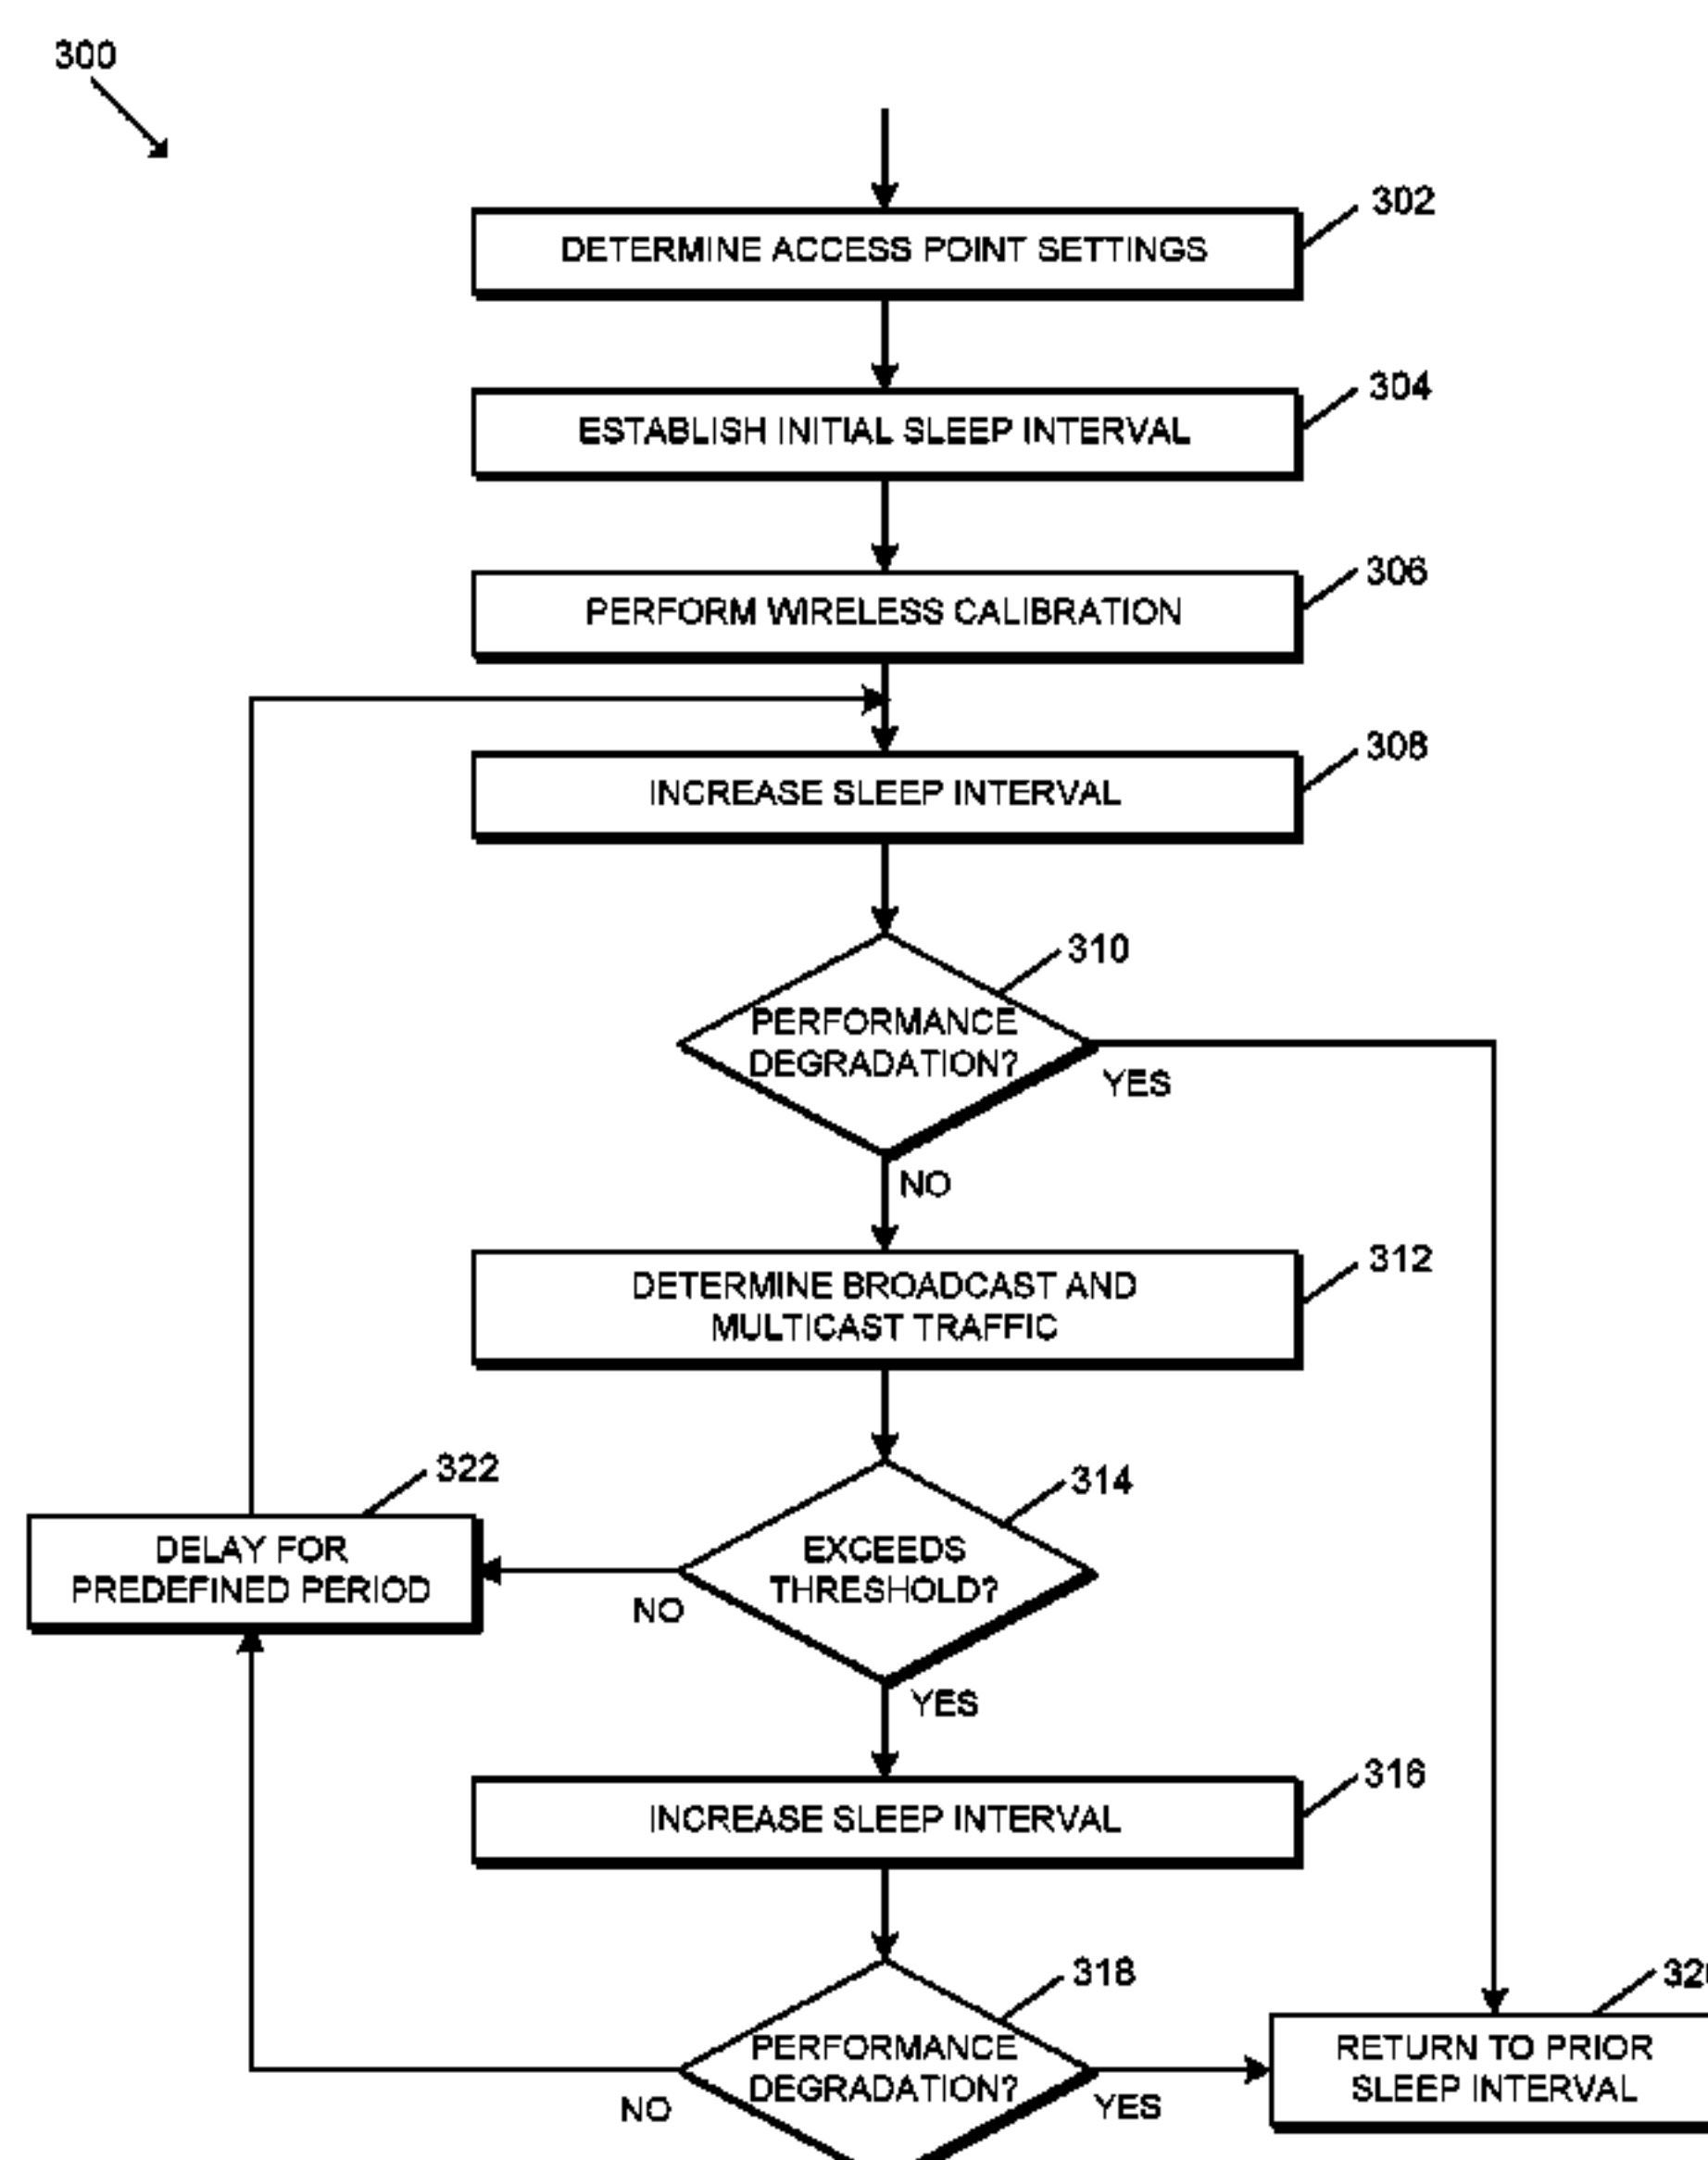 300
302
DETERMINE ACCESS POINT SETTINGS
304
ESTABLISH INITIAL SLEEP INTERVAL
306
PERFORM WIRELESS CALIBRATION
308
INCREASE SLEEP INTERVAL
310
PERFORMANCE
DEGRADATION?
YES
NO
312
DETERMINE BROADCAST AND
MULTICAST TRAFFIC
322
DELAY FOR
PREDEFINED PERIOD
314
EXCEEDS
THRESHOLD?
NO
YES
316
INCREASE SLEEP INTERVAL
318
PERFORMANCE
DEGRADATION?
NO
YES
RETURN TO PRIOR
SLEEP INTERVAL